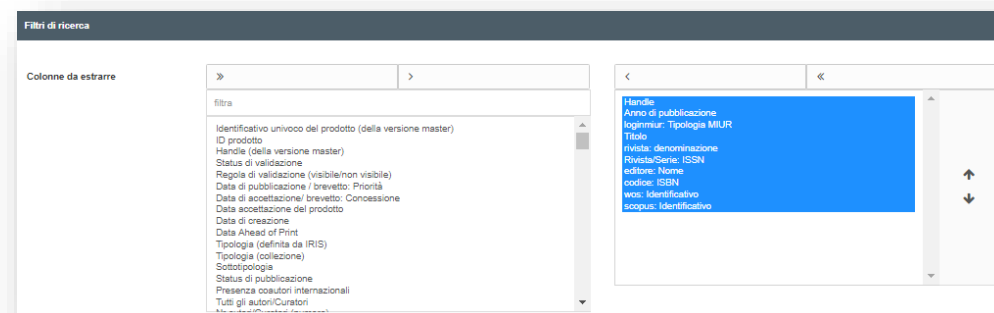 Filtri di ricerca
Colonne da estrarre
filtra
Identificativo univoco del prodotto (della versione master)
ID prodotto
Handle (della versione master)
Status di validazione
Regola di validazione (visibile/non visibile)
Data di pubblicazione / brevetto: Priorità
Data di accettazione/ brevetto: Concessione
Data accettazione del prodotto
Data di creazione
Data Ahead of Print
Tipologia (definita da IRIS)
Tipologia (collezione)
Sottotipologia
Status di pubblicazione
Presenza coautori internazionali
Tutti gli autori/Curatori
Handle
Anno di pubblicazione
loginmiur: Tipologia MIUR
Titolo
rivista: denominazione
Rivista/Serie: ISSN
editore: Nome
codice: ISBN
wos: Identificativo
scopus: Identificativo